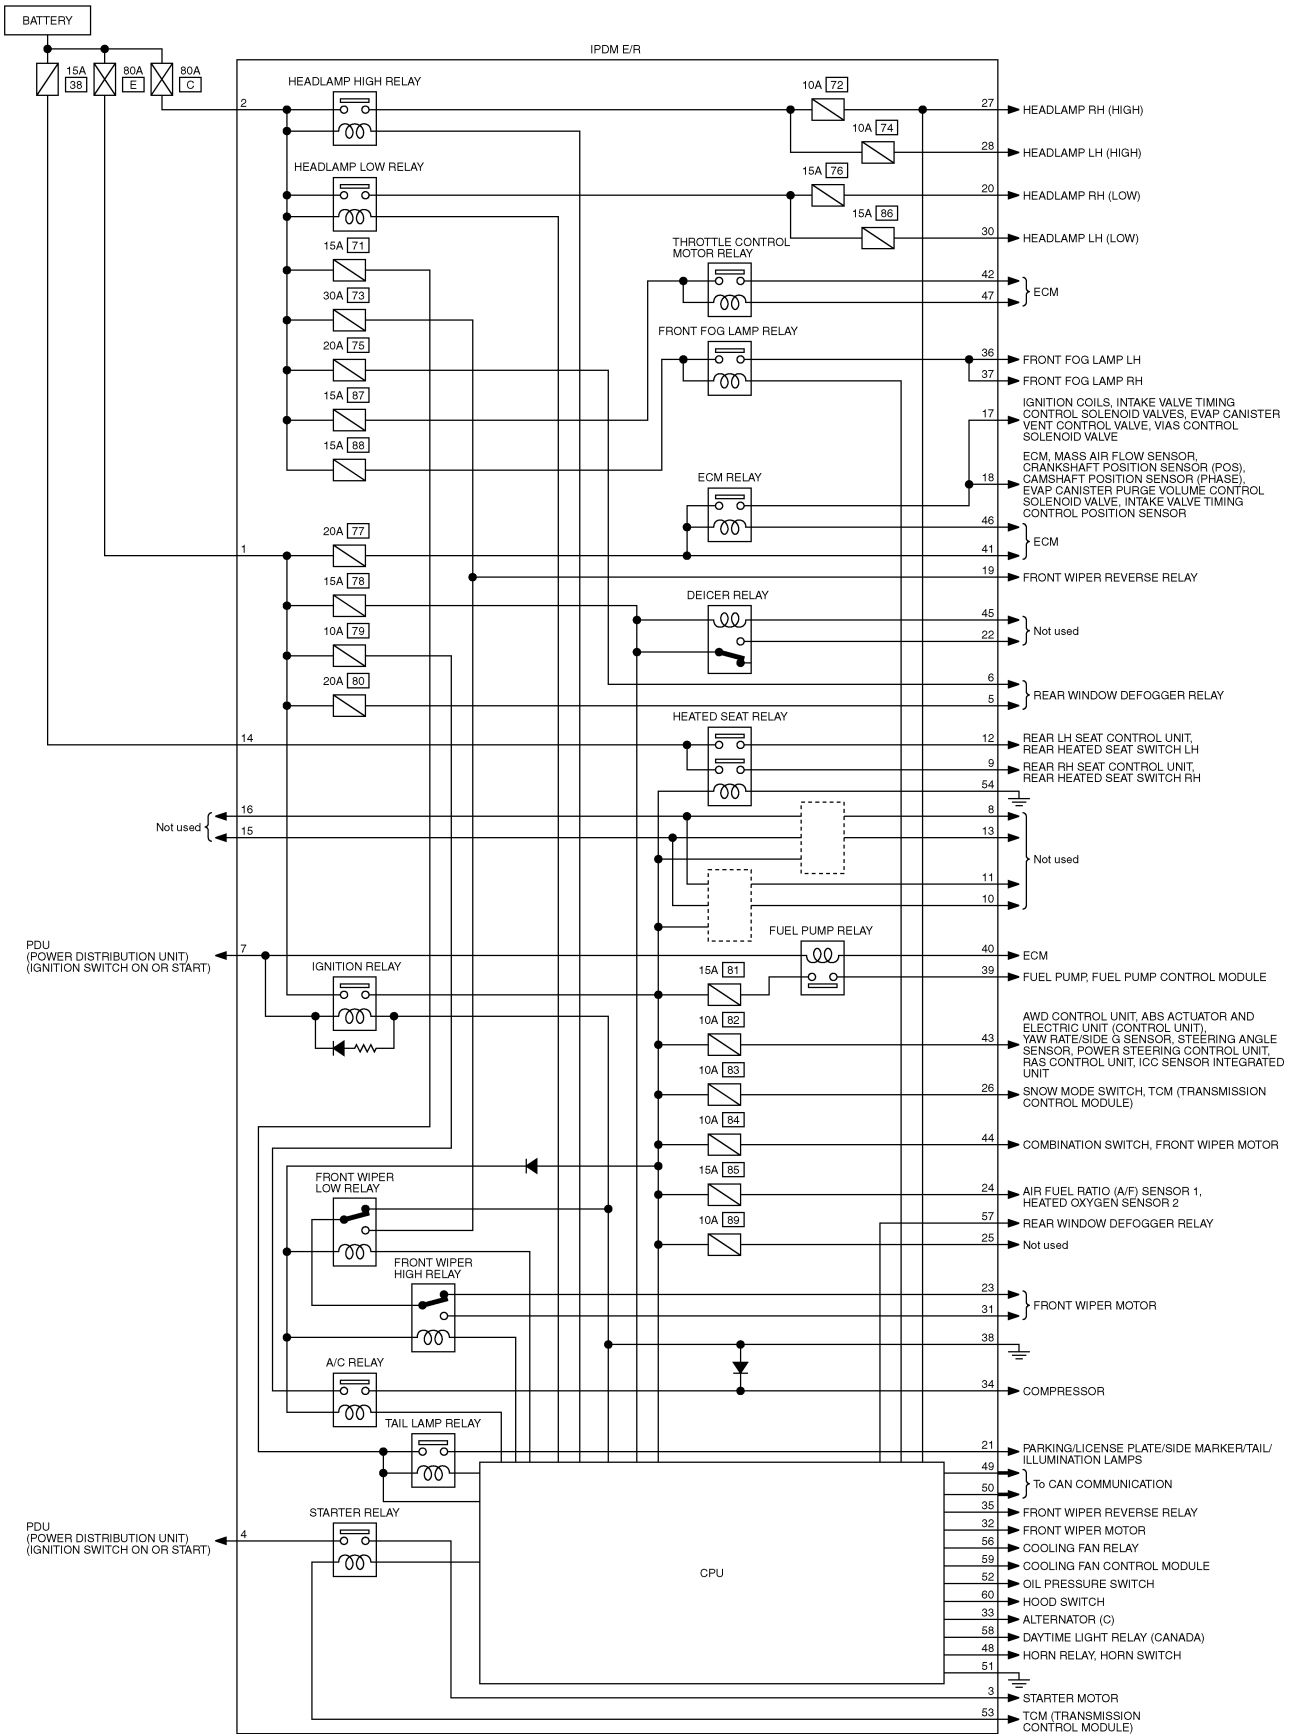 BATTERY
IPDM E/R
15A 38
80A E
80A C
HEADLAMP HIGH RELAY
10A 72
2
27
HEADLAMP RH (HIGH)
10A 74
28
HEADLAMP LH (HIGH)
HEADLAMP LOW RELAY
15A 76
20
HEADLAMP RH (LOW)
15A 86
30
HEADLAMP LH (LOW)
15A 71
THROTTLE CONTROL
MOTOR RELAY
42
47
ECM
30A 73
FRONT FOG LAMP RELAY
20A 75
36
FRONT FOG LAMP LH
37
FRONT FOG LAMP RH
15A 87
17
IGNITION COILS, INTAKE VALVE TIMING
CONTROL SOLENOID VALVES, EVAP CANISTER
VENT CONTROL VALVE, VIAS CONTROL
SOLENOID VALVE
15A 88
ECM RELAY
18
ECM, MASS AIR FLOW SENSOR,
CRANKSHAFT POSITION SENSOR (POS),
CAMSHAFT POSITION SENSOR (PHASE),
EVAP CANISTER PURGE VOLUME CONTROL
SOLENOID VALVE, INTAKE VALVE TIMING
CONTROL POSITION SENSOR
46
41
ECM
20A 77
1
19
FRONT WIPER REVERSE RELAY
15A 78
DEICER RELAY
45
22
Not used
10A 79
20A 80
6
5
REAR WINDOW DEFOGGER RELAY
HEATED SEAT RELAY
14
12
REAR LH SEAT CONTROL UNIT,
REAR HEATED SEAT SWITCH LH
9
REAR RH SEAT CONTROL UNIT,
REAR HEATED SEAT SWITCH RH
54
16
15
Not used
8
13
11
10
Not used
FUEL PUMP RELAY
PDU
(POWER DISTRIBUTION UNIT)
(IGNITION SWITCH ON OR START)
7
40
ECM
IGNITION RELAY
15A 81
39
FUEL PUMP, FUEL PUMP CONTROL MODULE
10A 82
43
AWD CONTROL UNIT, ABS ACTUATOR AND
ELECTRIC UNIT (CONTROL UNIT),
YAW RATE/SIDE G SENSOR, STEERING ANGLE
SENSOR, POWER STEERING CONTROL UNIT,
RAS CONTROL UNIT, ICC SENSOR INTEGRATED
UNIT
10A 83
26
SNOW MODE SWITCH, TCM (TRANSMISSION
CONTROL MODULE)
10A 84
44
COMBINATION SWITCH, FRONT WIPER MOTOR
FRONT WIPER
LOW RELAY
15A 85
24
AIR FUEL RATIO (A/F) SENSOR 1,
HEATED OXYGEN SENSOR 2
57
REAR WINDOW DEFOGGER RELAY
10A 89
25
Not used
FRONT WIPER
HIGH RELAY
23
31
FRONT WIPER MOTOR
38
A/C RELAY
34
COMPRESSOR
TAIL LAMP RELAY
21
PARKING/LICENSE PLATE/SIDE MARKER/TAIL/
ILLUMINATION LAMPS
49
50
To CAN COMMUNICATION
STARTER RELAY
35
FRONT WIPER REVERSE RELAY
PDU
(POWER DISTRIBUTION UNIT)
(IGNITION SWITCH ON OR START)
4
32
FRONT WIPER MOTOR
56
COOLING FAN RELAY
59
COOLING FAN CONTROL MODULE
CPU
52
OIL PRESSURE SWITCH
60
HOOD SWITCH
33
ALTERNATOR (C)
58
DAYTIME LIGHT RELAY (CANADA)
48
HORN RELAY, HORN SWITCH
51
3
STARTER MOTOR
53
TCM (TRANSMISSION
CONTROL MODULE)